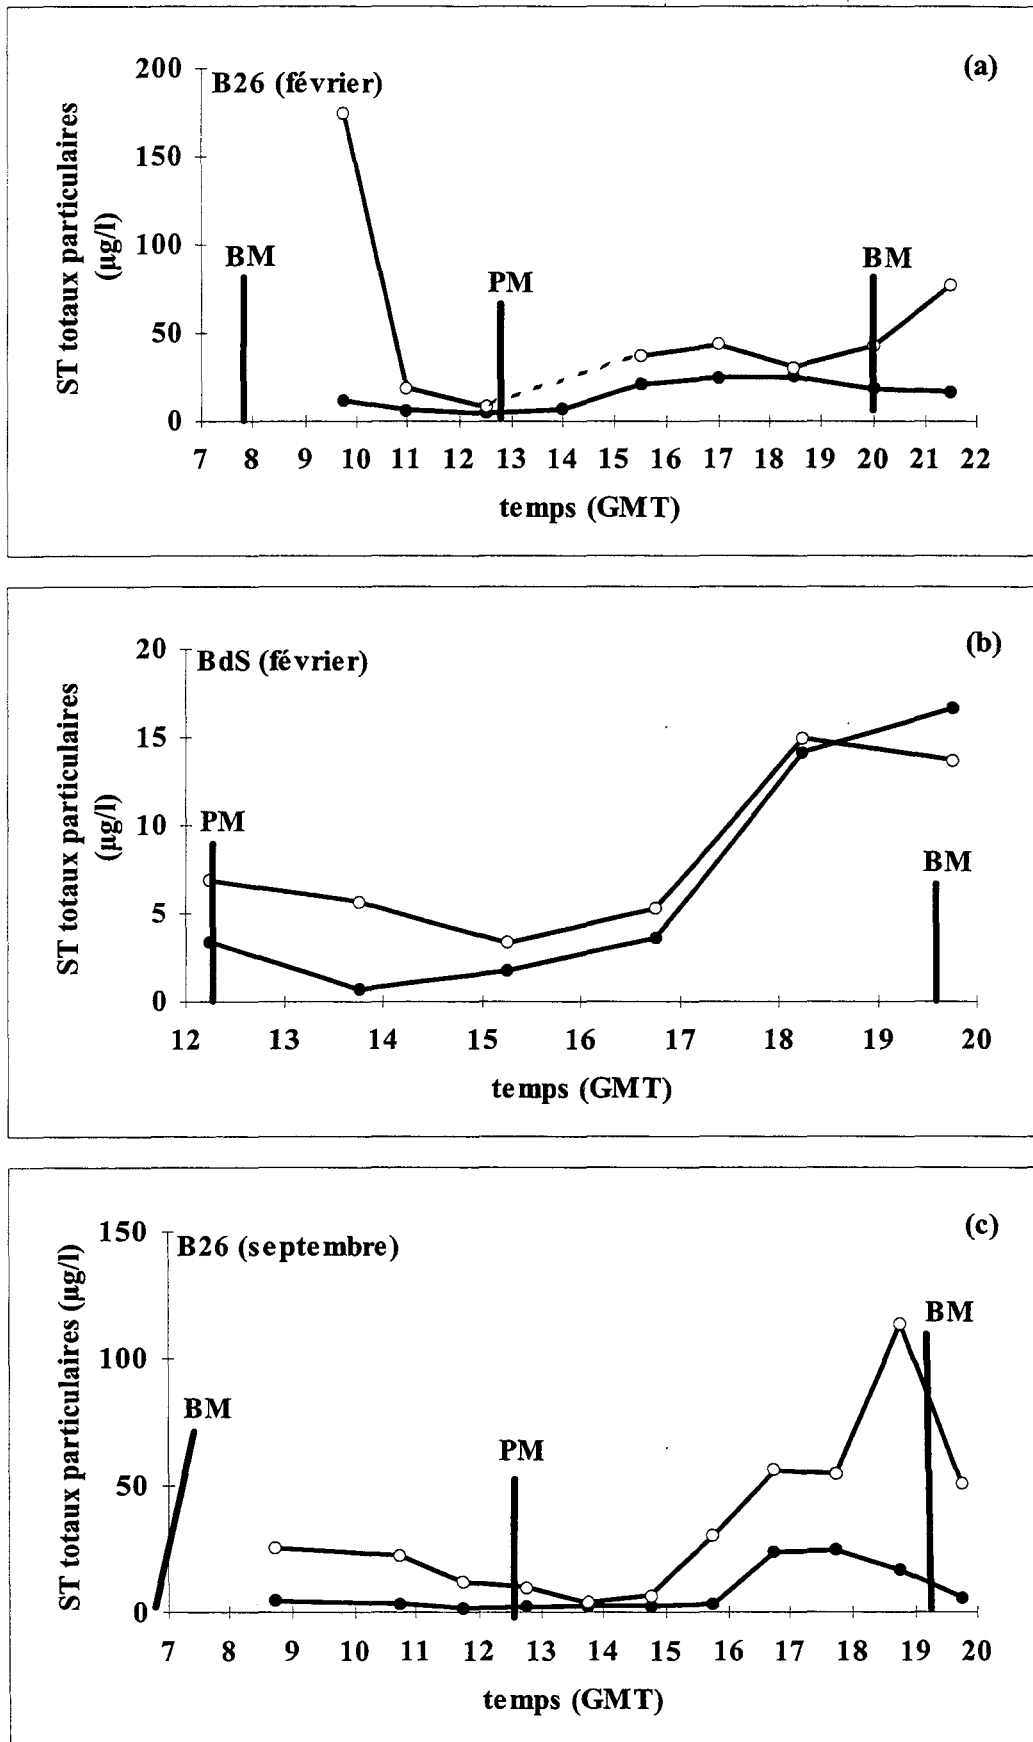 (a)
B26 (février)
ST totaux particulaires
(µg/l)
200
150
100
50
0
BM
PM
BM
7 8 9 10 11 12 13 14 15 16 17 18 19 20 21 22
temps (GMT)
(b)
BdS (février)
ST totaux particulaires
(µg/l)
20
15
10
5
0
PM
BM
12 13 14 15 16 17 18 19 20
temps (GMT)
(c)
B26 (septembre)
ST totaux particulaires (µg/l)
150
100
50
0
BM
PM
BM
7 8 9 10 11 12 13 14 15 16 17 18 19 20
temps (GMT)